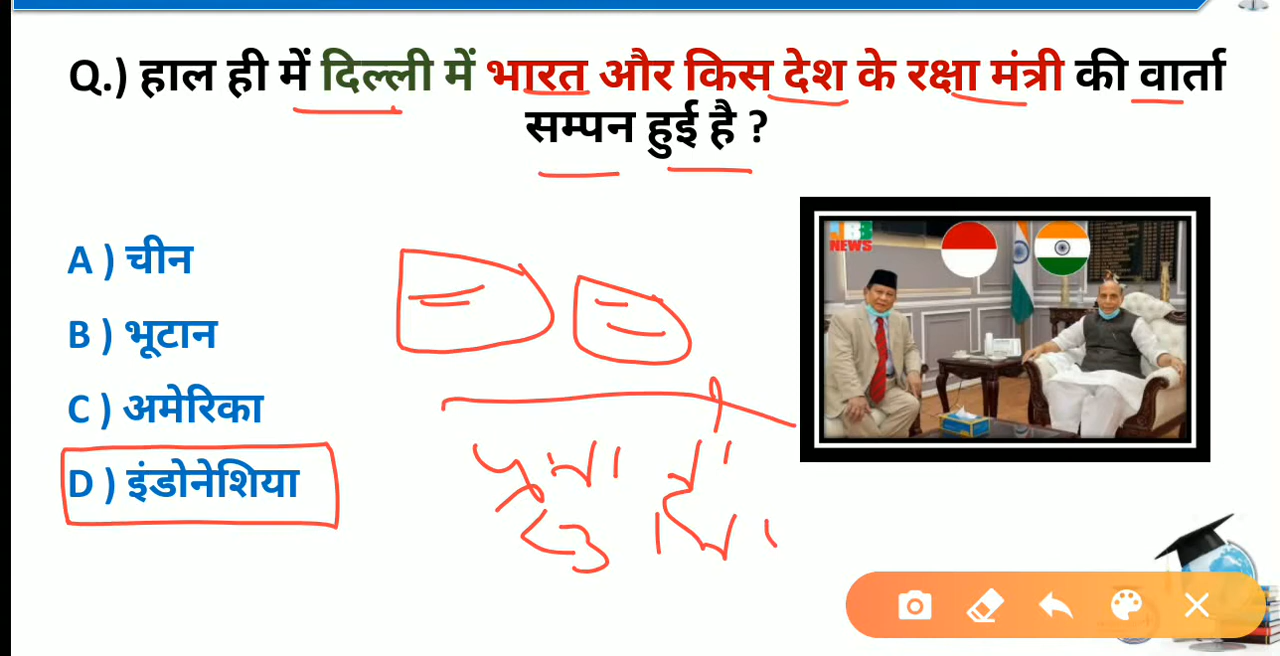 Q.) हाल ही में दिल्ली में भारत और किस देश के रक्षा मंत्री की वार्ता
सम्पन हुई है ?
A ) चीन
B ) भूटान
C ) अमेरिका
D ) इंडोनेशिया
NEWS